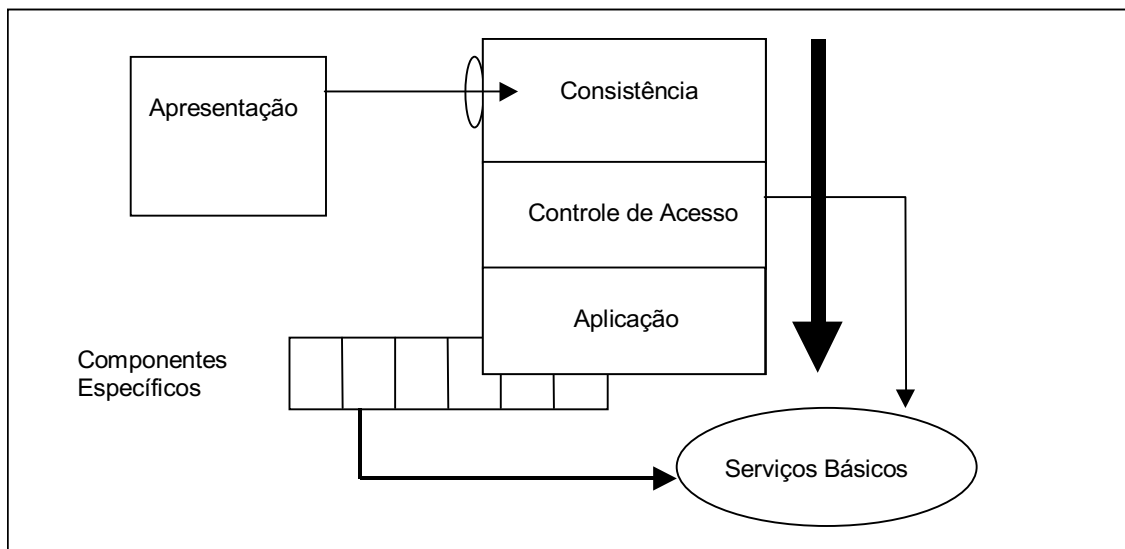 Apresentação
Consistência
Controle de Acesso
Aplicação
Componentes
Específicos
Serviços Básicos